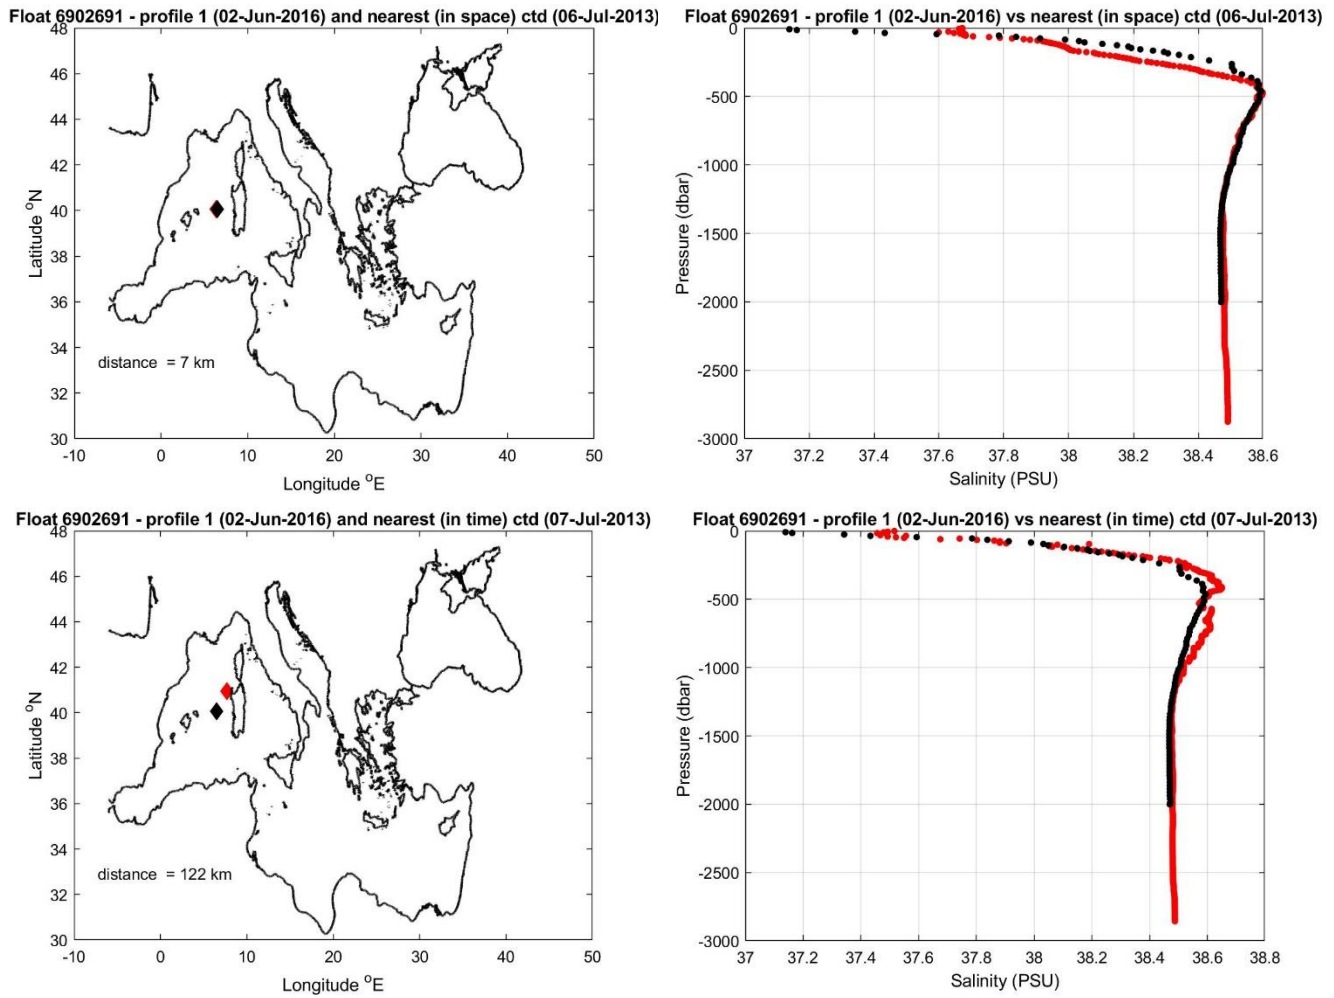 Float 6902691 - profile 1 (02-Jun-2016) and nearest (in space) ctd (06-Jul-2013)
48
46
44
42
40
38
36
34
32
30
Latitude °N
distance = 7 km
-10 0 10 20 30 40 50
Longitude °E
Float 6902691 - profile 1 (02-Jun-2016) vs nearest (in space) ctd (06-Jul-2013)
0
-500
-1000
-1500
-2000
-2500
-3000
Pressure (dbar)
37 37.2 37.4 37.6 37.8 38 38.2 38.4 38.6
Salinity (PSU)
Float 6902691 - profile 1 (02-Jun-2016) and nearest (in time) ctd (07-Jul-2013)
48
46
44
42
40
38
36
34
32
30
Latitude °N
distance = 122 km
-10 0 10 20 30 40 50
Longitude °E
Float 6902691 - profile 1 (02-Jun-2016) vs nearest (in time) ctd (07-Jul-2013)
0
-500
-1000
-1500
-2000
-2500
-3000
Pressure (dbar)
37 37.2 37.4 37.6 37.8 38 38.2 38.4 38.6 38.8
Salinity (PSU)